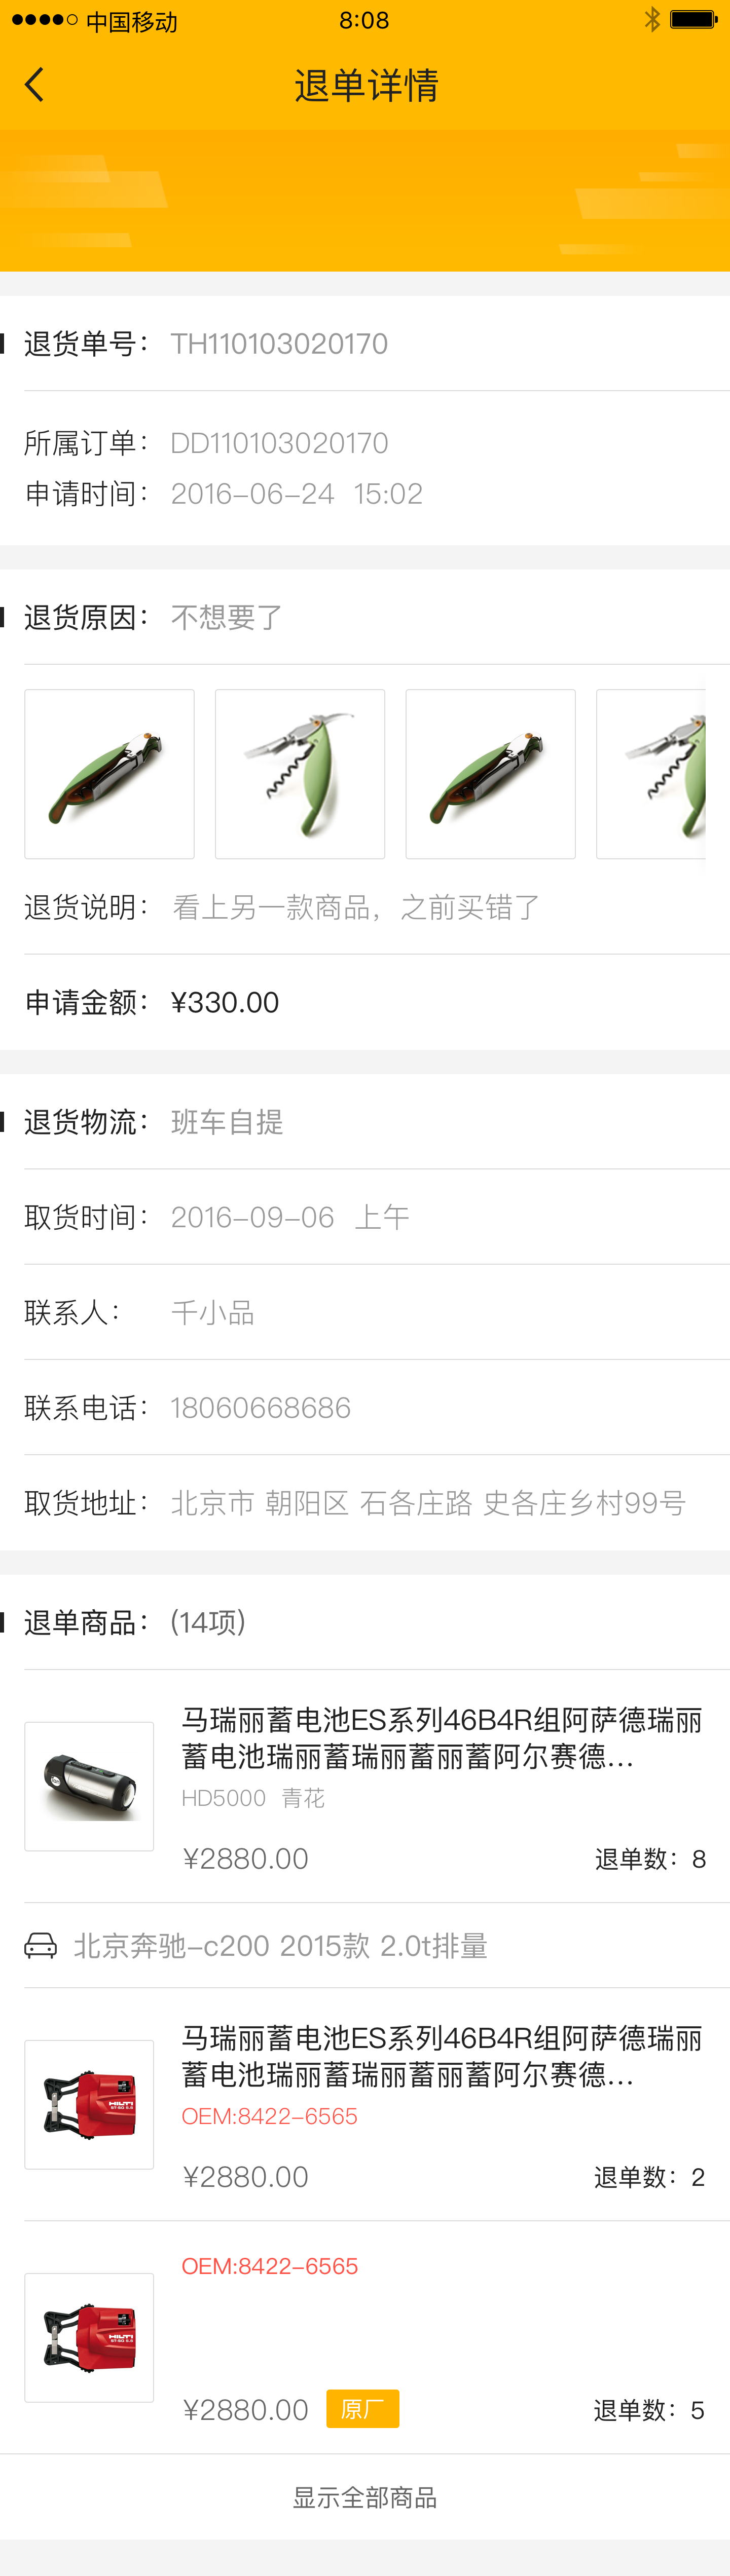 中国移动 8:08
退单详情
退货单号： TH110103020170
所属订单： DD110103020170
申请时间： 2016-06-24 15:02
退货原因： 不想要了
退货说明： 看上另一款商品，之前买错了
申请金额： ¥330.00
退货物流： 班车自提
取货时间： 2016-09-06 上午
联系人： 千小品
联系电话： 18060668686
取货地址： 北京市 朝阳区 石各庄路 史各庄乡村99号
退单商品： (14项)
马瑞丽蓄电池ES系列46B4R组阿萨德瑞丽
蓄电池瑞丽蓄瑞丽蓄丽蓄阿尔赛德...
HD5000 青花
¥2880.00 退单数：8
北京奔驰-c200 2015款 2.0t排量
马瑞丽蓄电池ES系列46B4R组阿萨德瑞丽
蓄电池瑞丽蓄瑞丽蓄丽蓄阿尔赛德...
HILTI
OEM:8422-6565
¥2880.00 退单数：2
OEM:8422-6565
HILTI
¥2880.00 原厂 退单数：5
显示全部商品